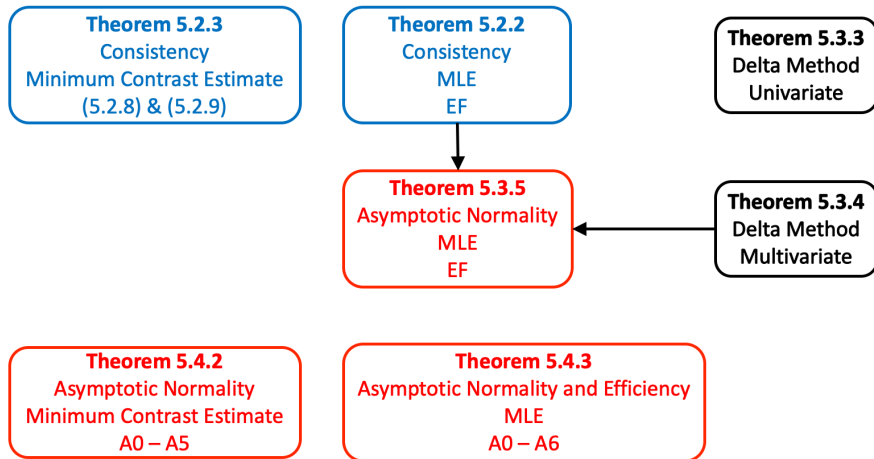 Theorem 5.2.3
Consistency
Minimum Contrast Estimate
(5.2.8) & (5.2.9)
Theorem 5.2.2
Consistency
MLE
EF
Theorem 5.3.3
Delta Method
Univariate
Theorem 5.3.5
Asymptotic Normality
MLE
EF
Theorem 5.3.4
Delta Method
Multivariate
Theorem 5.4.2
Asymptotic Normality
Minimum Contrast Estimate
A0 – A5
Theorem 5.4.3
Asymptotic Normality and Efficiency
MLE
A0 – A6